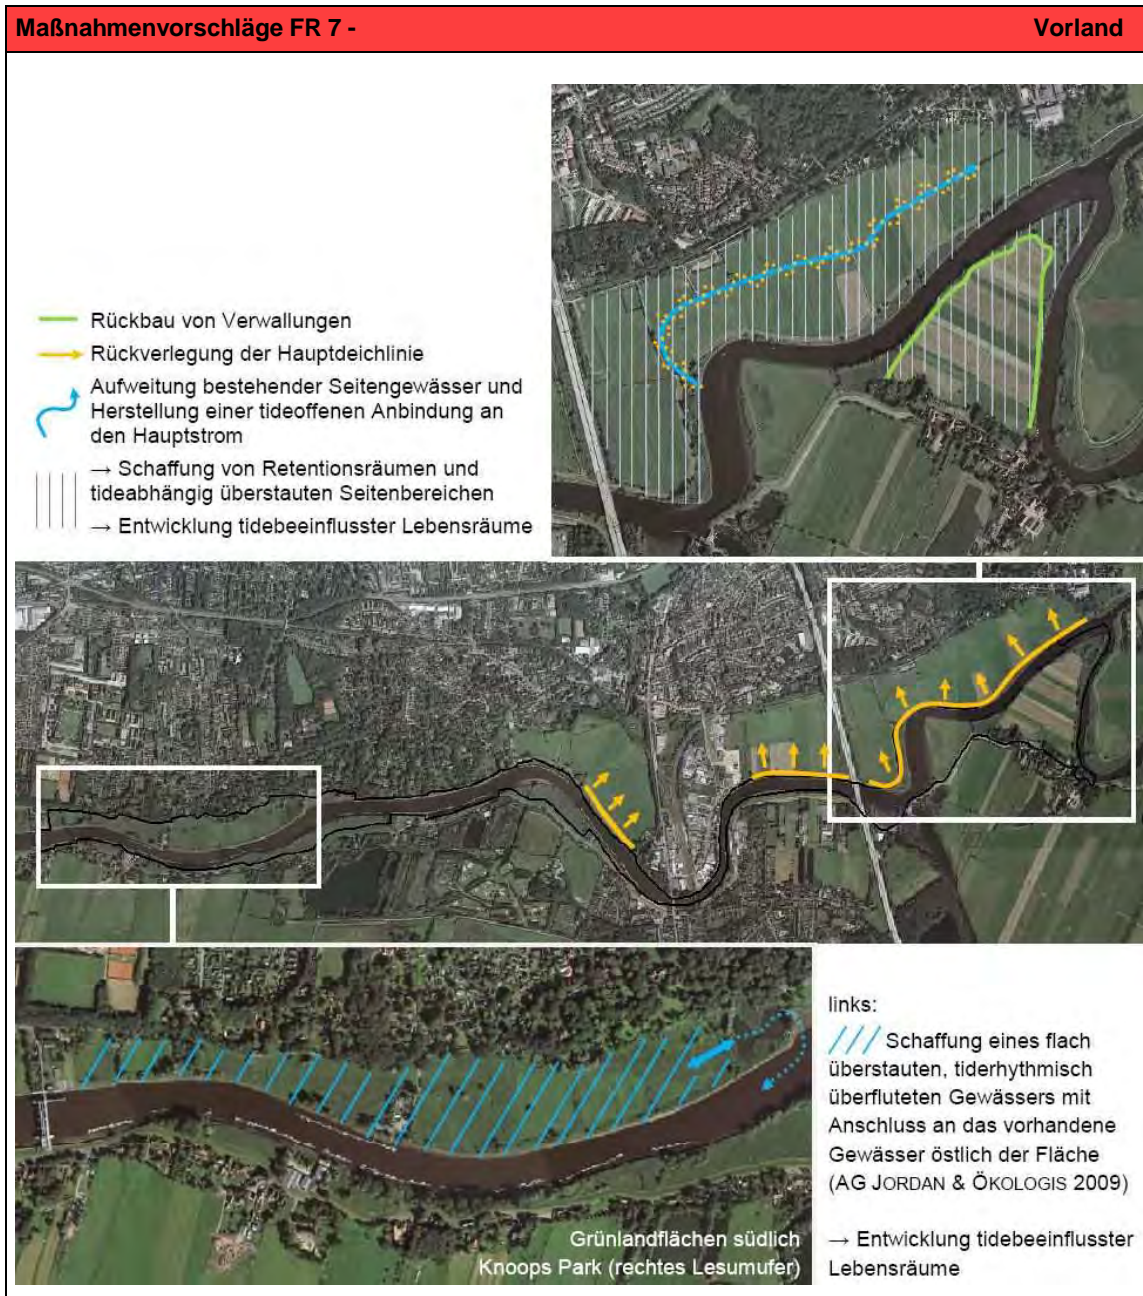 Maßnahmenvorschläge FR 7 - Vorland
Rückbau von Verwallungen
Rückverlegung der Hauptdeichlinie
Aufweitung bestehender Seitengewässer und
Herstellung einer tideoffenen Anbindung an
den Hauptstrom
→ Schaffung von Retentionsräumen und
tideabhängig überstauten Seitenbereichen
→ Entwicklung tidebeeinflusster Lebensräume
links:
Schaffung eines flach
überstauten, tiderhythmisch
überfluteten Gewässers mit
Anschluss an das vorhandene
Gewässer östlich der Fläche
(AG JORDAN & ÖKOLOGIS 2009)
→ Entwicklung tidebeeinflusster
Lebensräume
Grünlandflächen südlich
Knoops Park (rechtes Lesumufer)